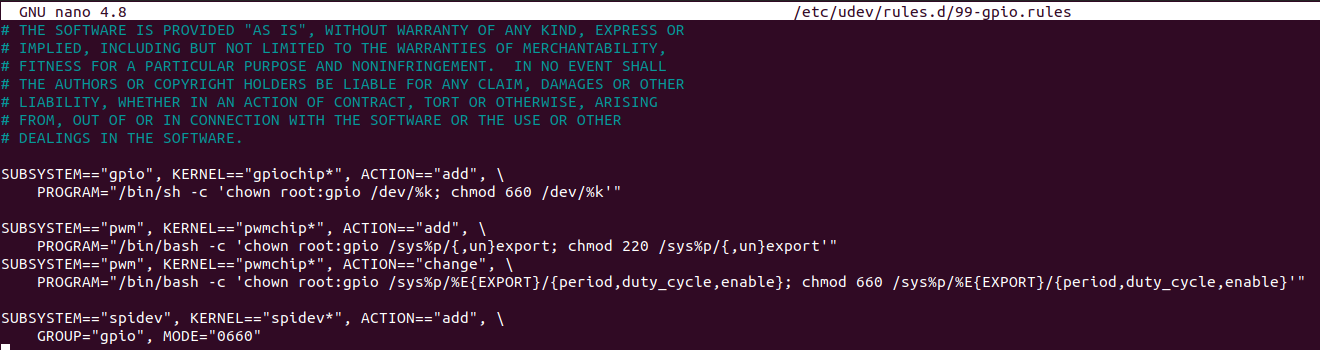 GNU nano 4.8 /etc/udev/rules.d/99-gpio.rules
# THE SOFTWARE IS PROVIDED "AS IS", WITHOUT WARRANTY OF ANY KIND, EXPRESS OR
# IMPLIED, INCLUDING BUT NOT LIMITED TO THE WARRANTIES OF MERCHANTABILITY,
# FITNESS FOR A PARTICULAR PURPOSE AND NONINFRINGEMENT.  IN NO EVENT SHALL
# THE AUTHORS OR COPYRIGHT HOLDERS BE LIABLE FOR ANY CLAIM, DAMAGES OR OTHER
# LIABILITY, WHETHER IN AN ACTION OF CONTRACT, TORT OR OTHERWISE, ARISING
# FROM, OUT OF OR IN CONNECTION WITH THE SOFTWARE OR THE USE OR OTHER
# DEALINGS IN THE SOFTWARE.
SUBSYSTEM=="gpio", KERNEL=="gpiochip*", ACTION=="add", \
    PROGRAM="/bin/sh -c 'chown root:gpio /dev/%k; chmod 660 /dev/%k'"
SUBSYSTEM=="pwm", KERNEL=="pwmchip*", ACTION=="add", \
    PROGRAM="/bin/bash -c 'chown root:gpio /sys%p/{,un}export; chmod 220 /sys%p/{,un}export'"
SUBSYSTEM=="pwm", KERNEL=="pwmchip*", ACTION=="change", \
    PROGRAM="/bin/bash -c 'chown root:gpio /sys%p/%E{EXPORT}/{period,duty_cycle,enable}; chmod 660 /sys%p/%E{EXPORT}/{period,duty_cycle,enable}'"
SUBSYSTEM=="spidev", KERNEL=="spidev*", ACTION=="add", \
    GROUP="gpio", MODE="0660"